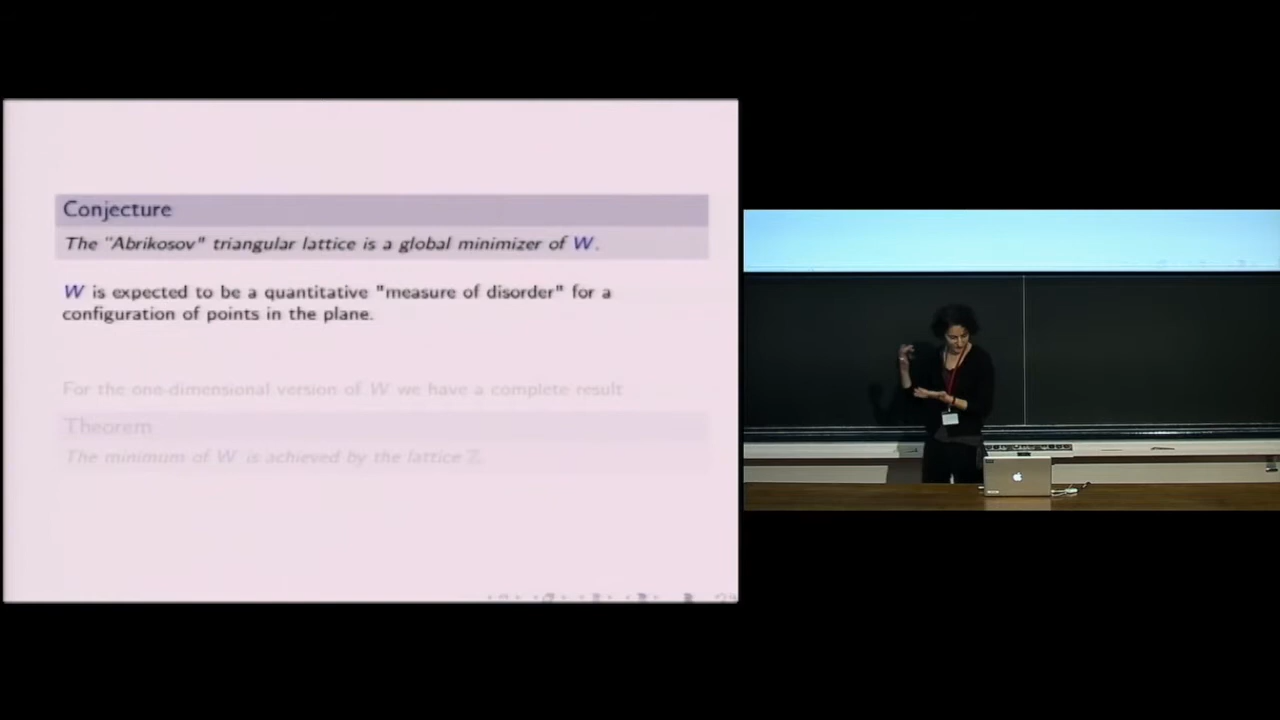 Conjecture
The "Abrikosov" triangular lattice is a global minimizer of W.
W is expected to be a quantitative "measure of disorder" for a
configuration of points in the plane.
For the one-dimensional version of W we have a complete result
Theorem
The minimum of W is achieved by the lattice ℤ.